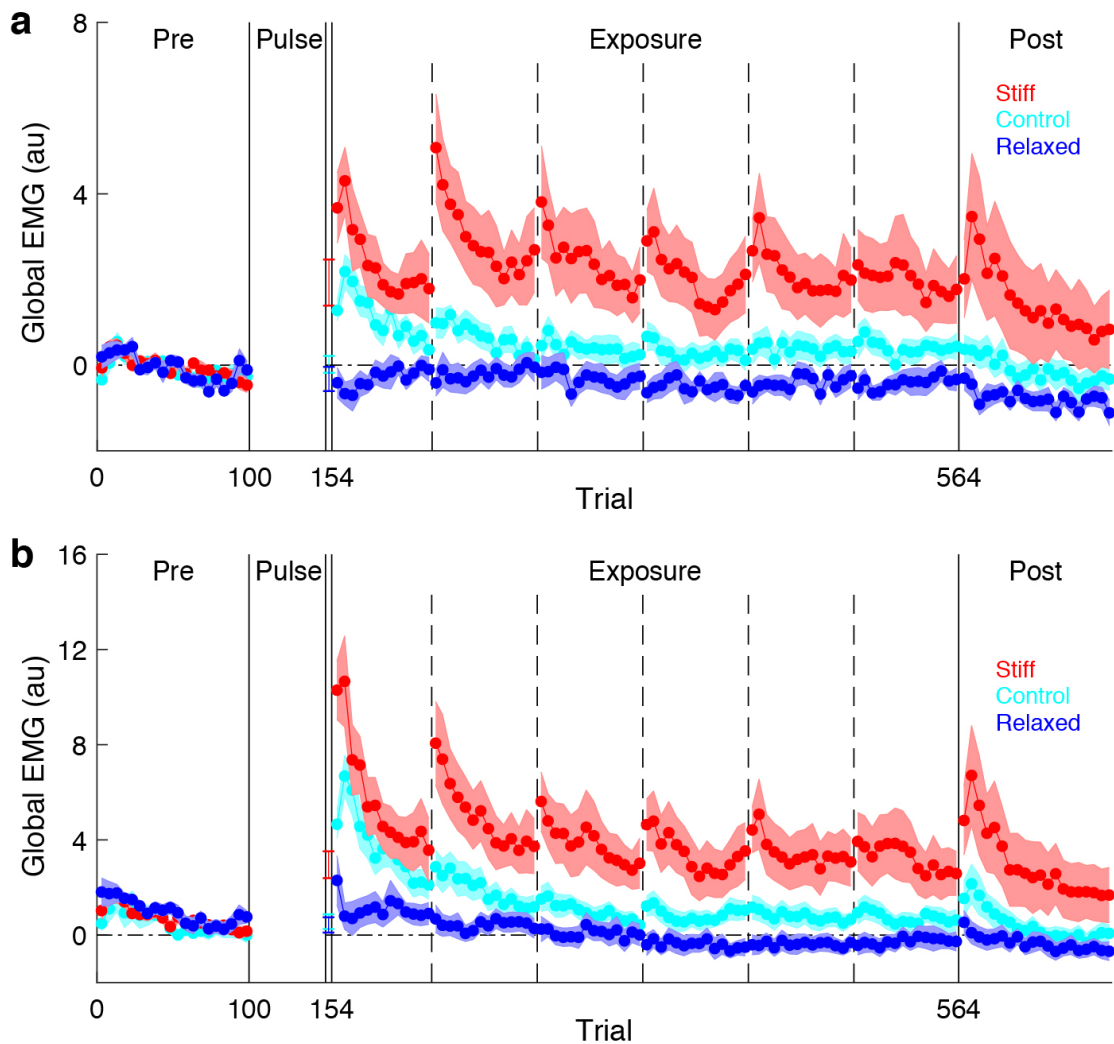 a
8
Pre
Pulse
Exposure
Post
Stiff
Control
Relaxed
Global EMG (au)
4
0
0
100
154
564
Trial
b
16
Pre
Pulse
Exposure
Post
12
Stiff
Control
Relaxed
Global EMG (au)
8
4
0
0
100
154
564
Trial